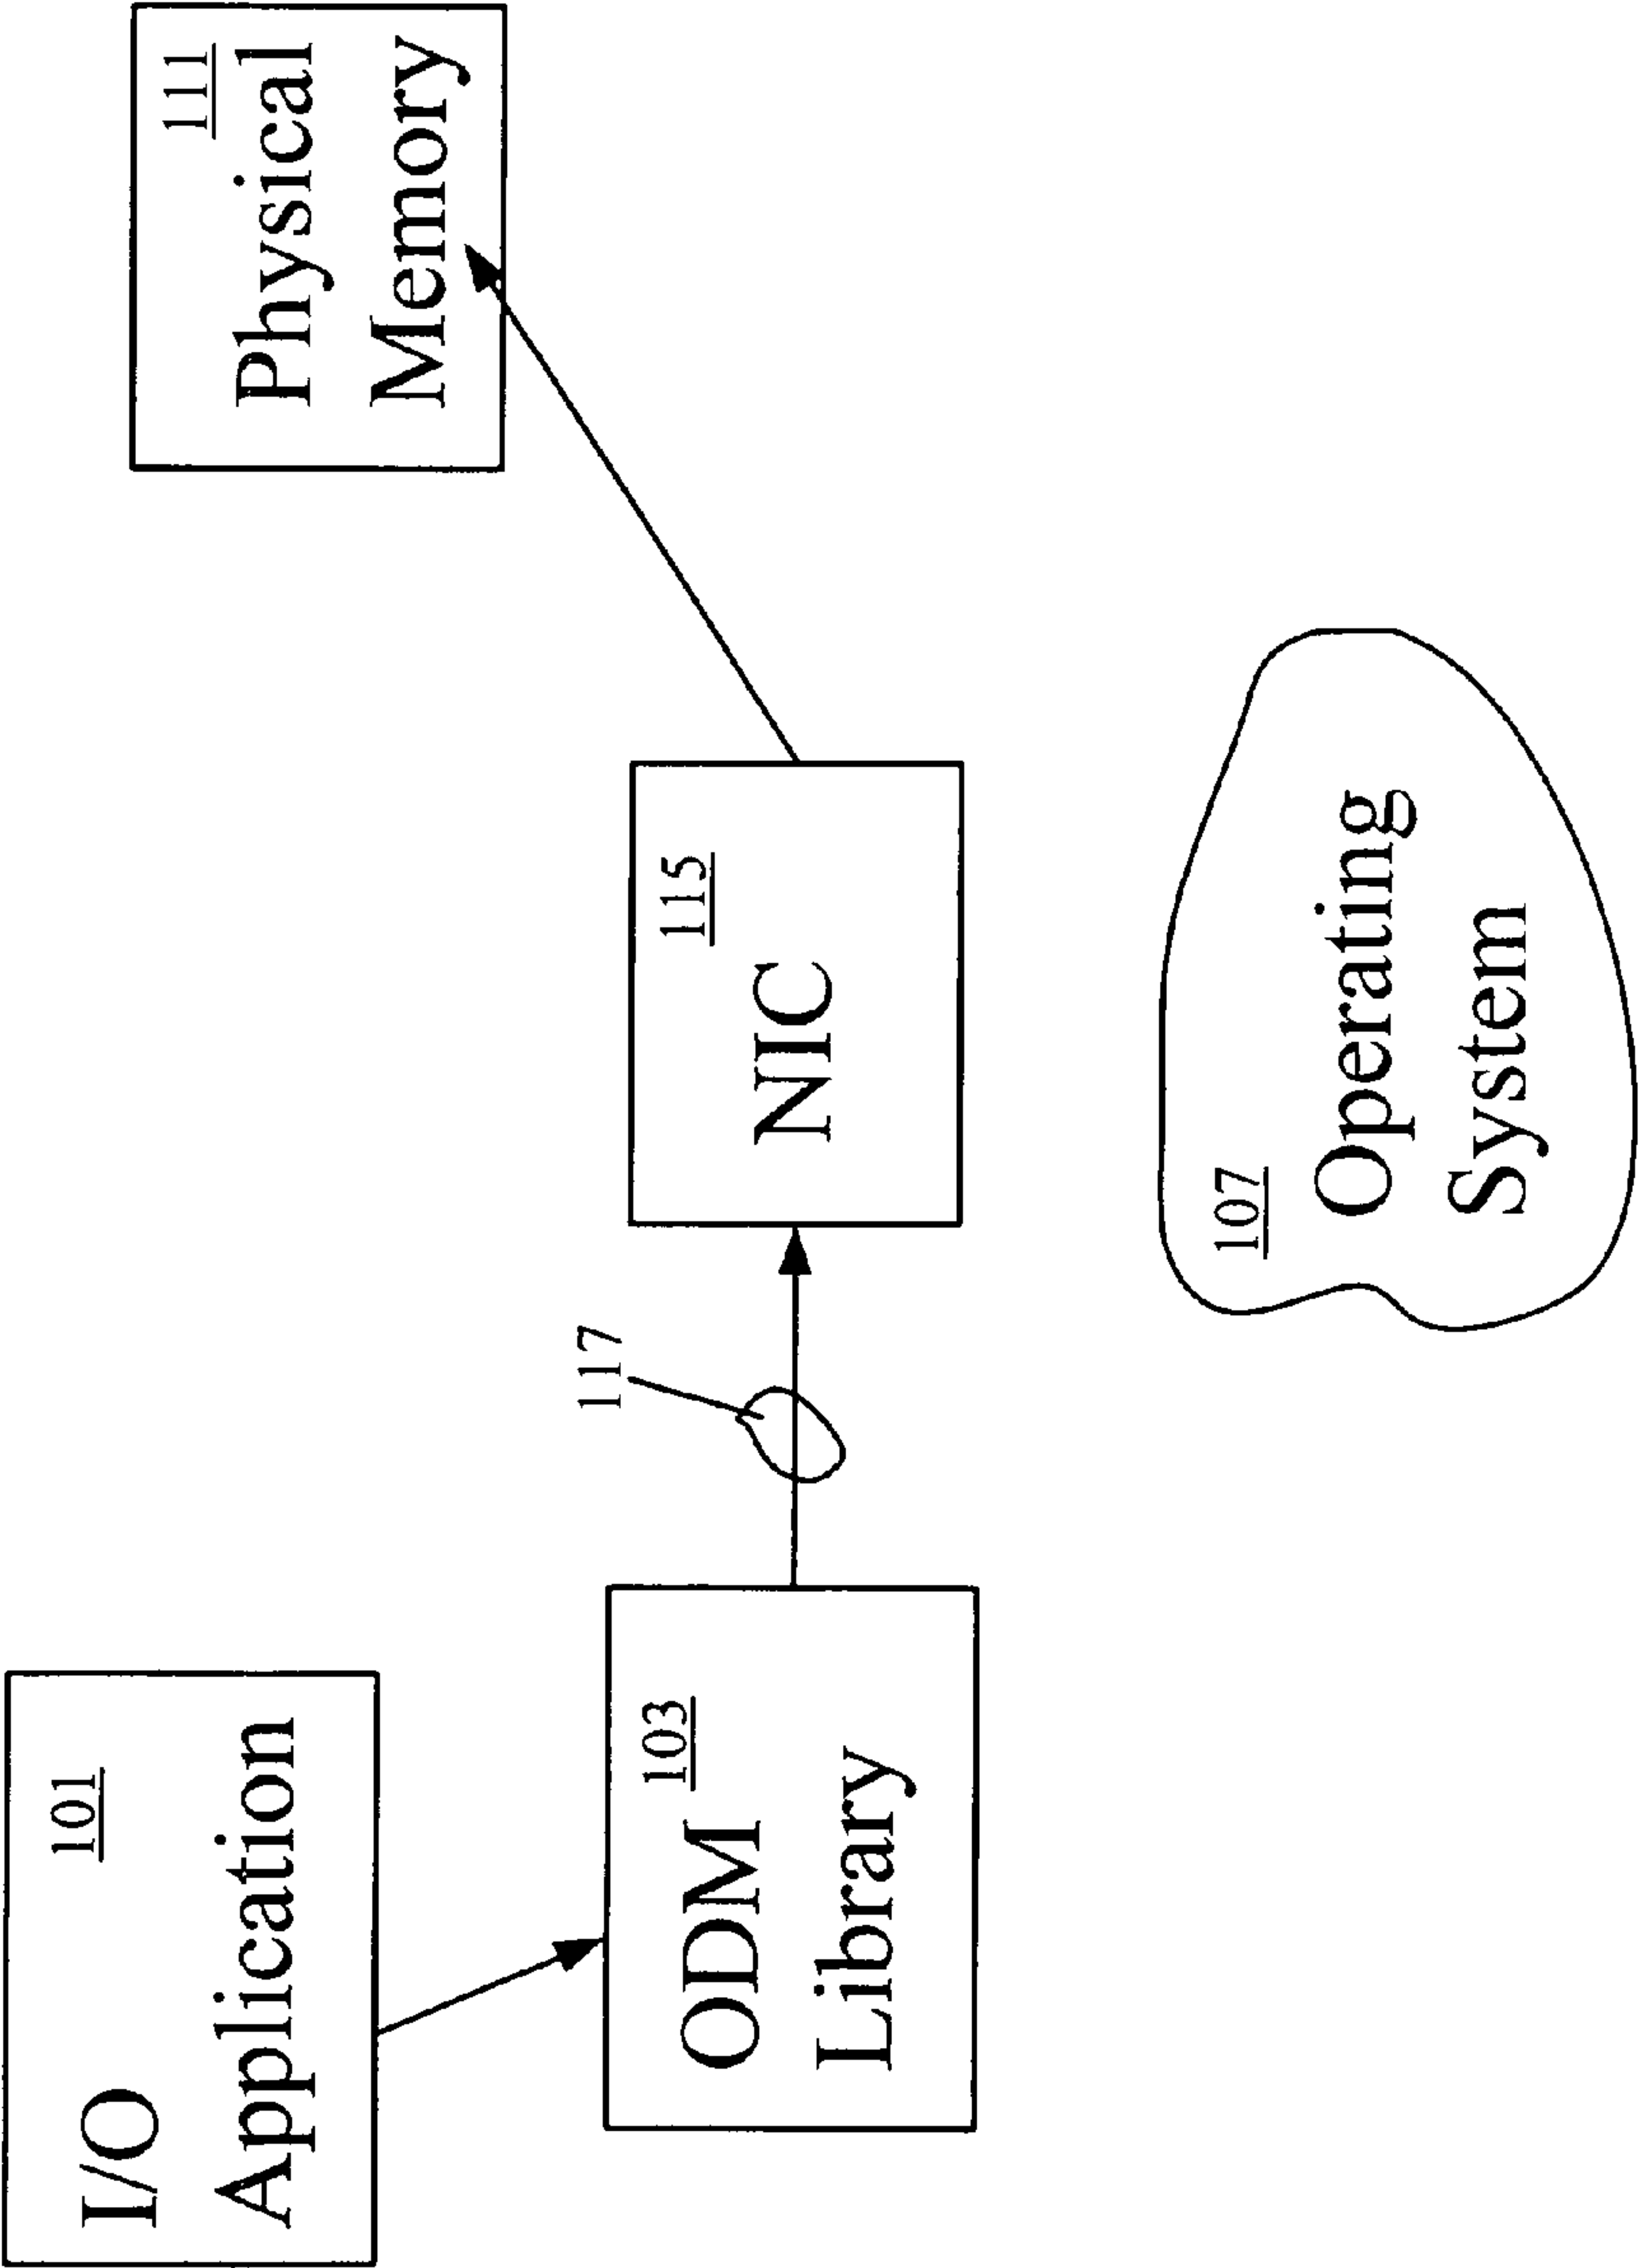 101
I/O
Application
103
ODM
Library
117
115
NIC
111
Physical
Memory
107
Operating
System